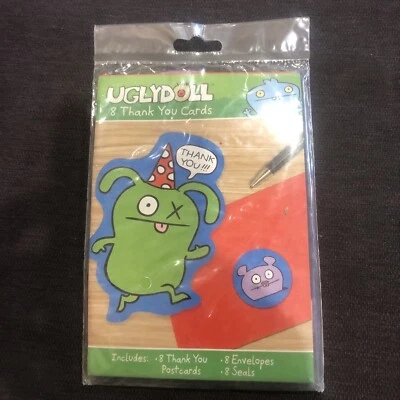 UGLYDOLL
8 Thank You Cards
THANK
YOU!!!
Includes: • 8 Thank You
Postcards
• 8 Envelopes
• 8 Seals